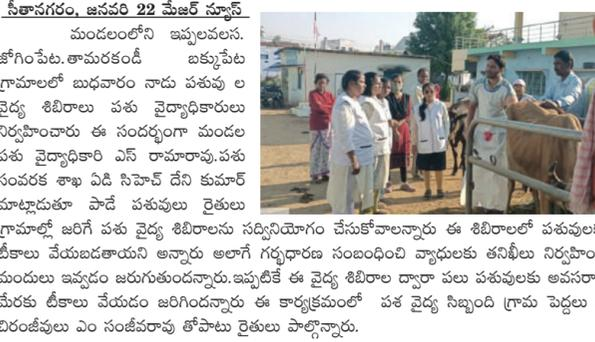 సీతానగరం, జనవరి 22 మేజర్ న్యూస్
మండలంలోని ఇప్పలవలస.
జోగింపేట.తామరకండీ బక్కుపేట
గ్రామాలలో బుధవారం నాడు పశువు ల
వైద్య శిబిరాలు పశు వైద్యాధికారులు
నిర్వహించారు ఈ సందర్భంగా మండల
పశు వైద్యాధికారి ఎస్ రామారావు.పశు
సంవరక శాఖ ఏడి సిహెచ్ దేని కుమార్
మాట్లాడుతూ పాడే పశువులు రైతులు
గ్రామాల్లో జరిగే పశు వైద్య శిబిరాలను సద్వినియోగం చేసుకోవాలన్నారు ఈ శిబిరాలలో పశువులక
టీకాలు వేయబడతాయని అన్నారు అలాగే గర్భధారణ సంబంధించి వ్యాధులకు తనిఖీలు నిర్వహిం
మందులు ఇవ్వడం జరుగుతుందన్నారు.ఇప్పటికే ఈ వైద్య శిబిరాల ద్వారా పలు పశువులకు అవసరా
మేరకు టీకాలు వేయడం జరిగిందన్నారు ఈ కార్యక్రమంలో పశ వైద్య సిబ్బంది గ్రామ పెద్దలు
చిరంజీవులు ఎం సంజీవరావు తోపాటు రైతులు పాల్గొన్నారు.